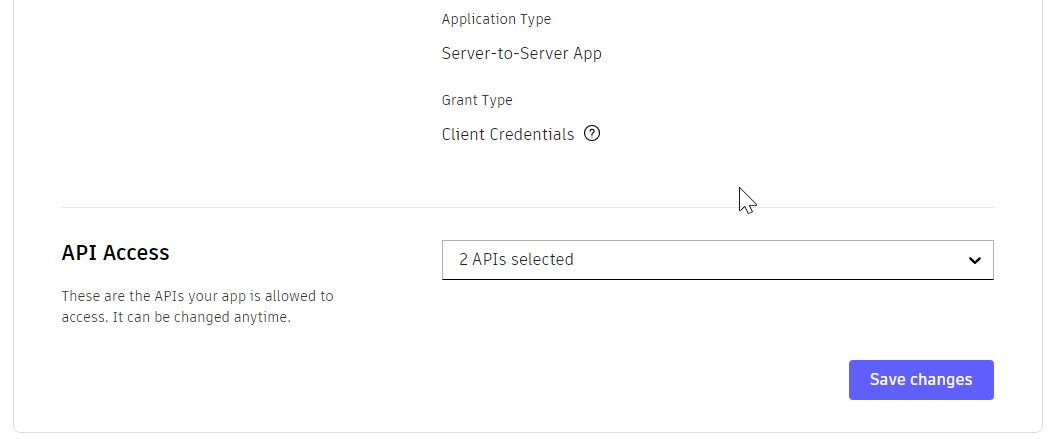 Application Type
Server-to-Server App
Grant Type
Client Credentials ?
API Access
2 APIs selected
These are the APIs your app is allowed to
access. It can be changed anytime.
Save changes